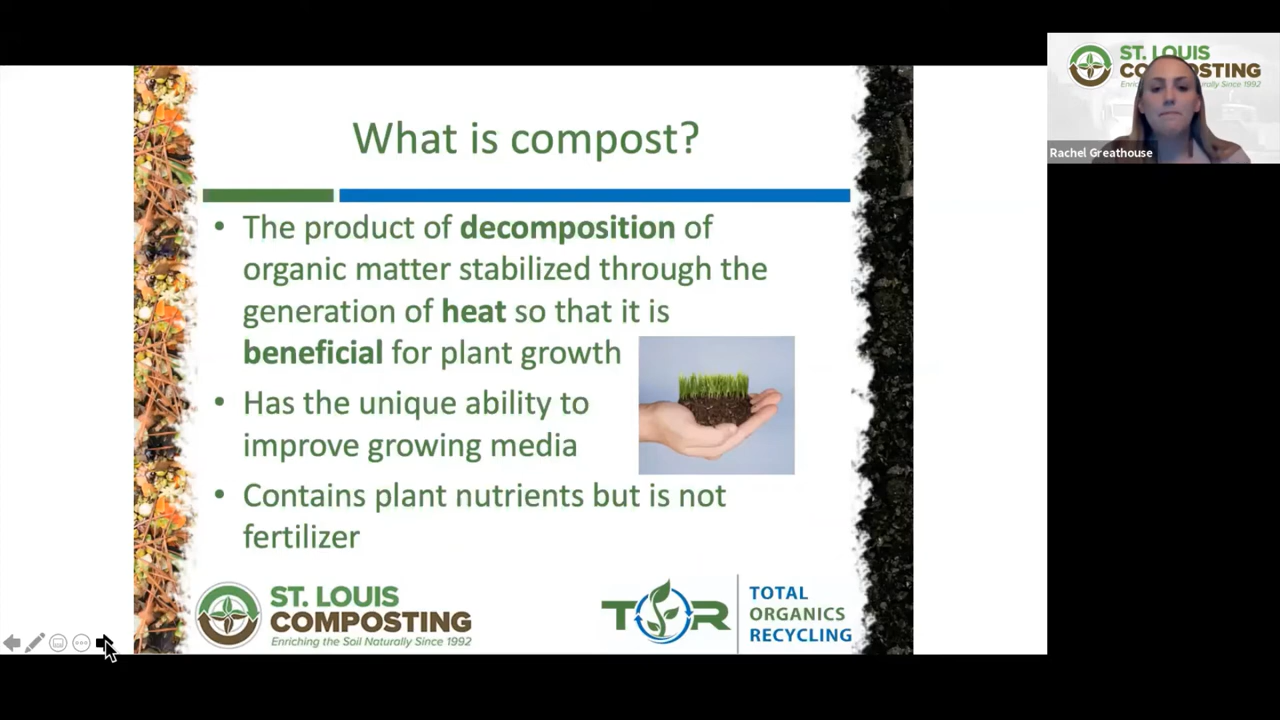 What is compost?
• The product of decomposition of
organic matter stabilized through the
generation of heat so that it is
beneficial for plant growth
• Has the unique ability to
improve growing media
• Contains plant nutrients but is not
fertilizer
ST. LOUIS
COMPOSTING
Enriching the Soil Naturally Since 1992
TOR
TOTAL
ORGANICS
RECYCLING
ST. LOUIS
COMPOSTING
Naturally Since 1992
Rachel Greathouse